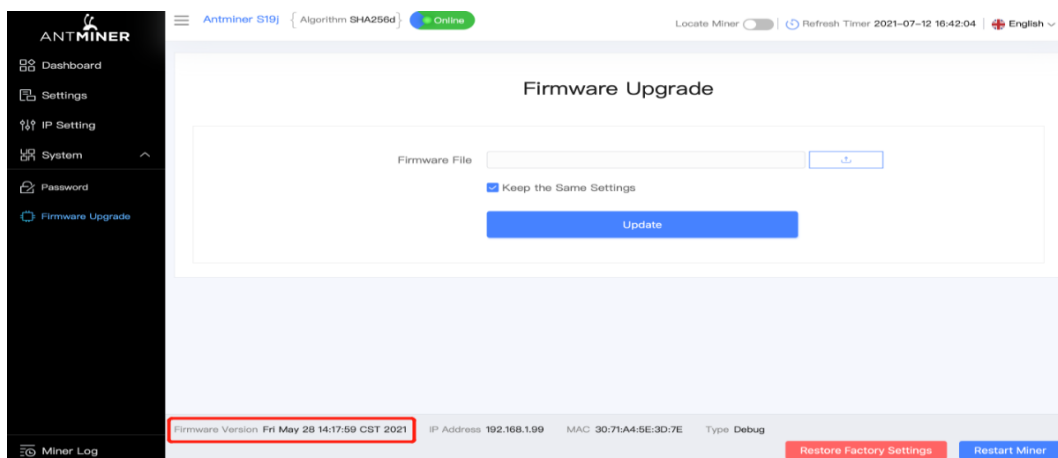 ANTMINER
Antminer S19j { Algorithm SHA256d } Online
Locate Miner Refresh Timer 2021-07-12 16:42:04 English
Dashboard
Settings
IP Setting
System
Password
Firmware Upgrade
Firmware Upgrade
Firmware File
Keep the Same Settings
Update
Firmware Version Fri May 28 14:17:59 CST 2021 IP Address 192.168.1.99 MAC 30:71:A4:5E:3D:7E Type Debug
Miner Log
Restore Factory Settings
Restart Miner